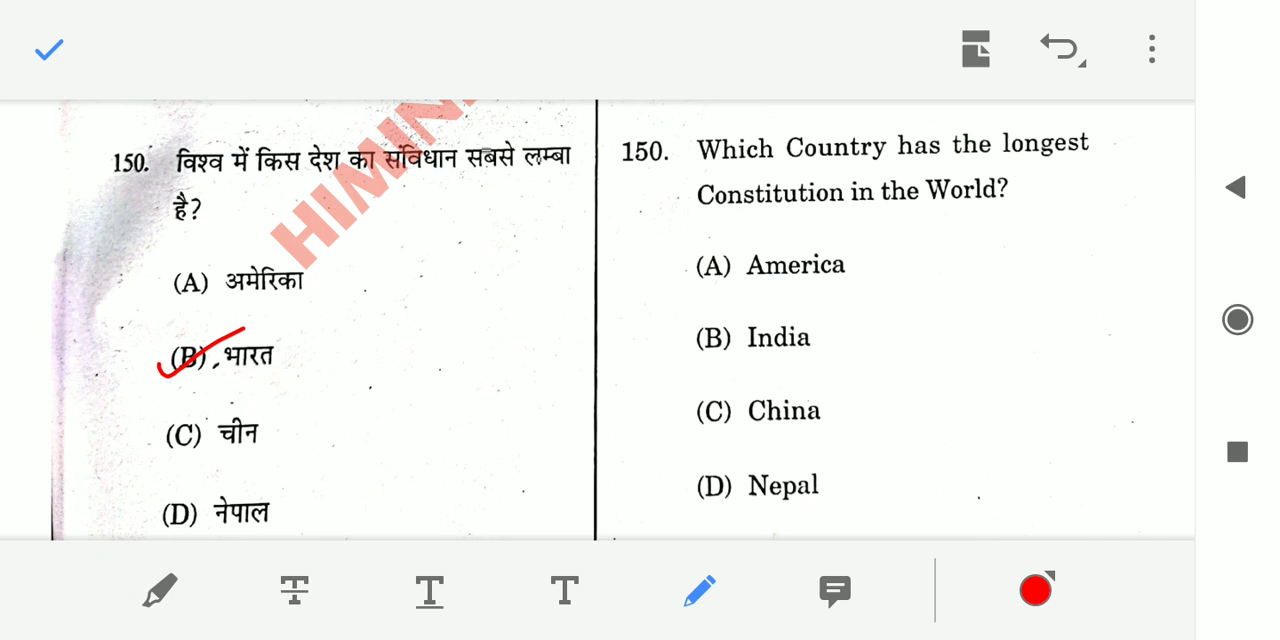 150. विश्व में किस देश का संविधान सबसे लम्बा
है?
(A) अमेरिका
(B) भारत
(C) चीन
(D) नेपाल
150. Which Country has the longest
Constitution in the World?
(A) America
(B) India
(C) China
(D) Nepal
T
T
T